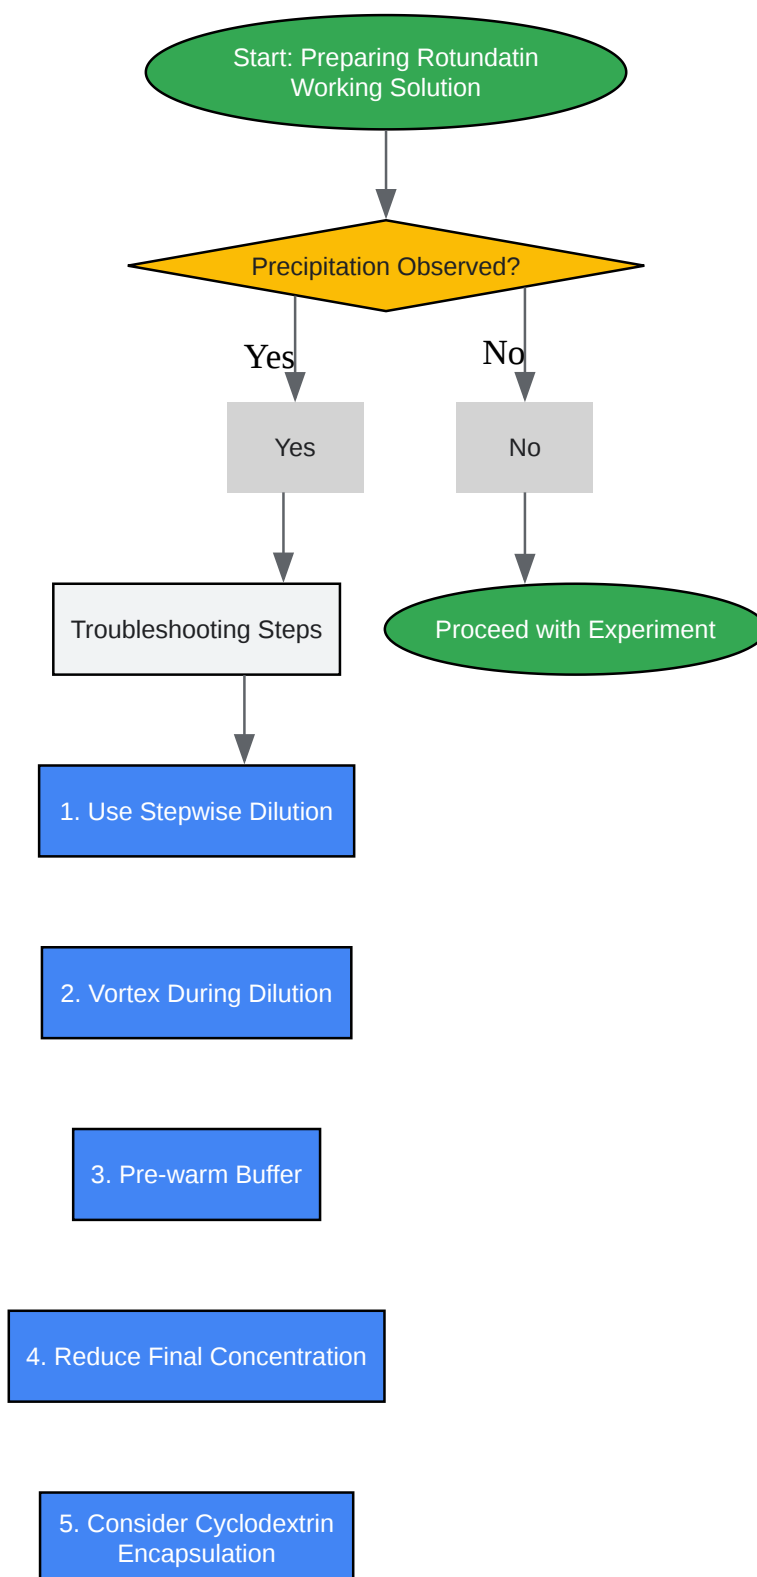 Start: Preparing Rotundatin
Working Solution
Precipitation Observed?
Yes
No
Yes
No
Troubleshooting Steps
Proceed with Experiment
1. Use Stepwise Dilution
2. Vortex During Dilution
3. Pre-warm Buffer
4. Reduce Final Concentration
5. Consider Cyclodextrin
Encapsulation